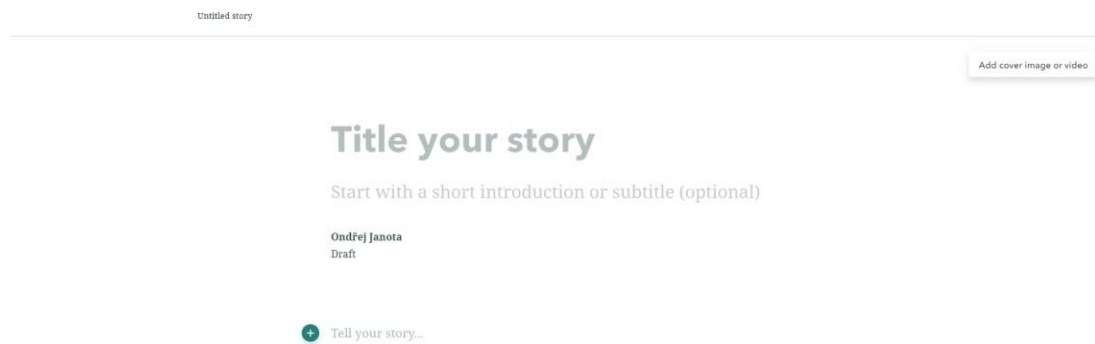 Untitled story
Add cover image or video
Title your story
Start with a short introduction or subtitle (optional)
Ondřej Janota
Draft
Tell your story...